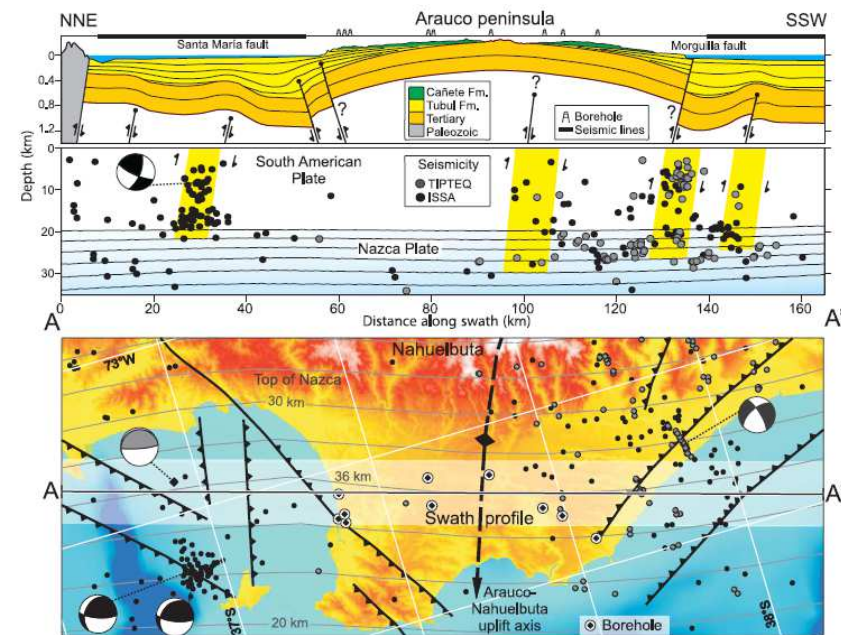 NNE
Arauco peninsula
SSW
Santa María fault
Morguilla fault
0
0.4
0.8
1.2
?
?
?
?
Cañete Fm.
Tubul Fm.
Tertiary
Paleozoic
Borehole
Seismic lines
Depth (km)
0
10
20
30
South American
Plate
Seismicity
TIPTEQ
ISSA
Nazca Plate
0
20
40
60
80
100
120
140
160
A
Distance along swath (km)
A'
73°W
Nahuelbuta
Top of Nazca
30 km
36 km
A
A'
Swath profile
37°S
20 km
Arauco-
Nahuelbuta
uplift axis
Borehole
38°S